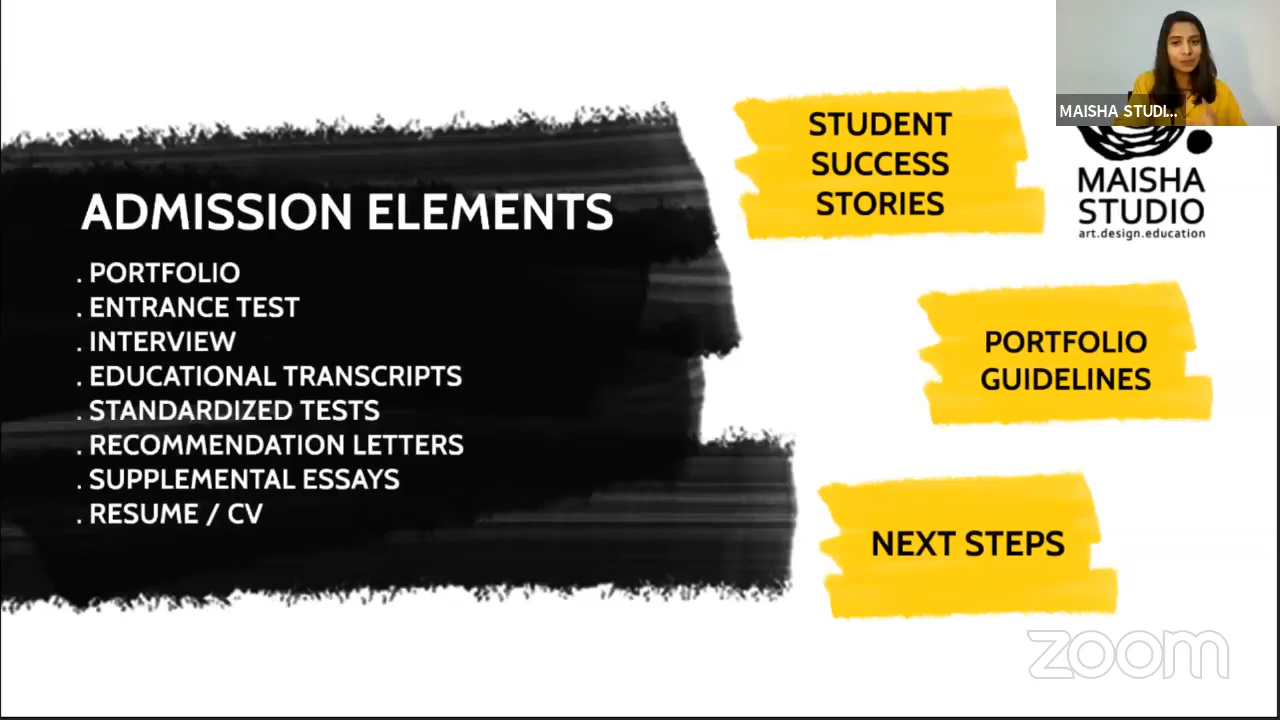 ADMISSION ELEMENTS
. PORTFOLIO
. ENTRANCE TEST
. INTERVIEW
. EDUCATIONAL TRANSCRIPTS
. STANDARDIZED TESTS
. RECOMMENDATION LETTERS
. SUPPLEMENTAL ESSAYS
. RESUME / CV
STUDENT
SUCCESS
STORIES
MAISHA STUDI...
MAISHA
STUDIO
art.design.education
PORTFOLIO
GUIDELINES
NEXT STEPS
zoom